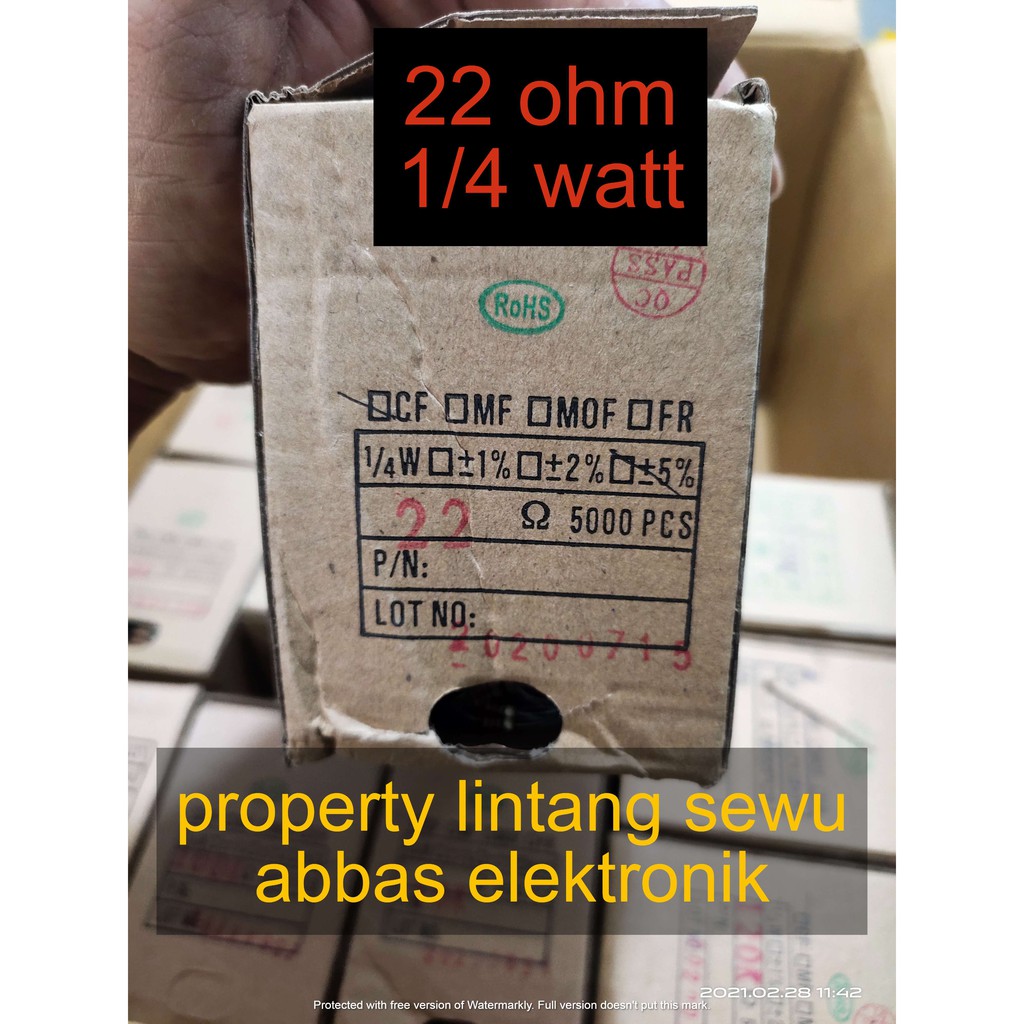 22 ohm
1/4 watt
QC
PASS
RoHS
□CF □MF □MOF □FR
1/4W □±1% □±2% □±5%
22 Ω 5000 PCS
P/N:
LOT NO:
20200715
property lintang sewu
abbas elektronik
2021.02.28 11:42
Protected with free version of Watermarkly. Full version doesn't put this mark.